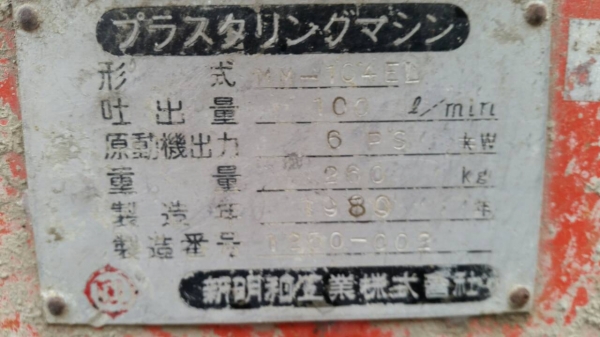 プラスタリングマシン
形式 MM-104ED
吐出量 100 l/min
原動機出力 6 PS kW
重量 260 kg
製造年 1989 年
製造番号
新明和工業株式会社